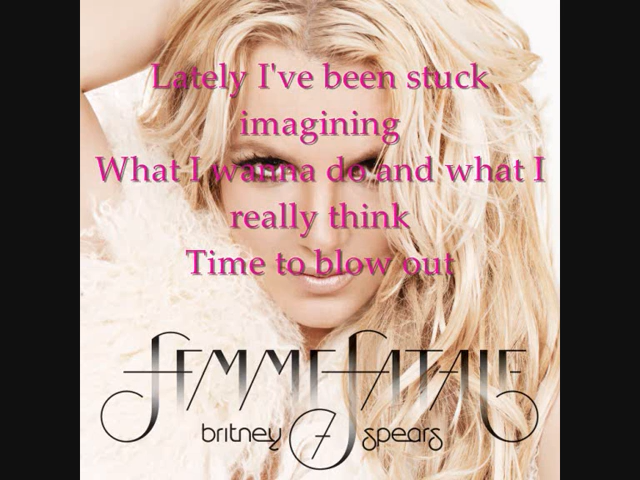 Lately I've been stuck
imagining
What I wanna do and what I
really think
Time to blow out
FEMME FATALE
britney spears